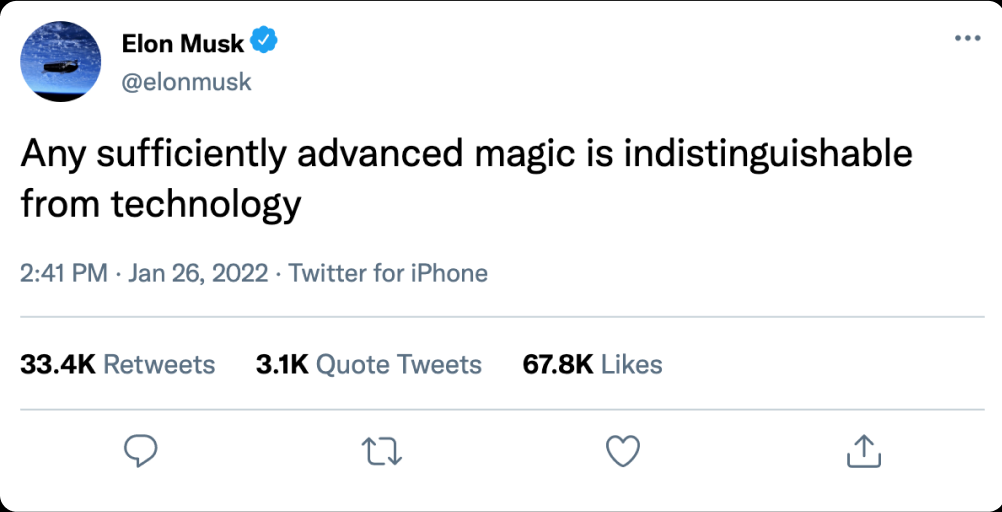 Elon Musk
@elonmusk
Any sufficiently advanced magic is indistinguishable
from technology
2:41 PM · Jan 26, 2022 · Twitter for iPhone
33.4K Retweets 3.1K Quote Tweets 67.8K Likes